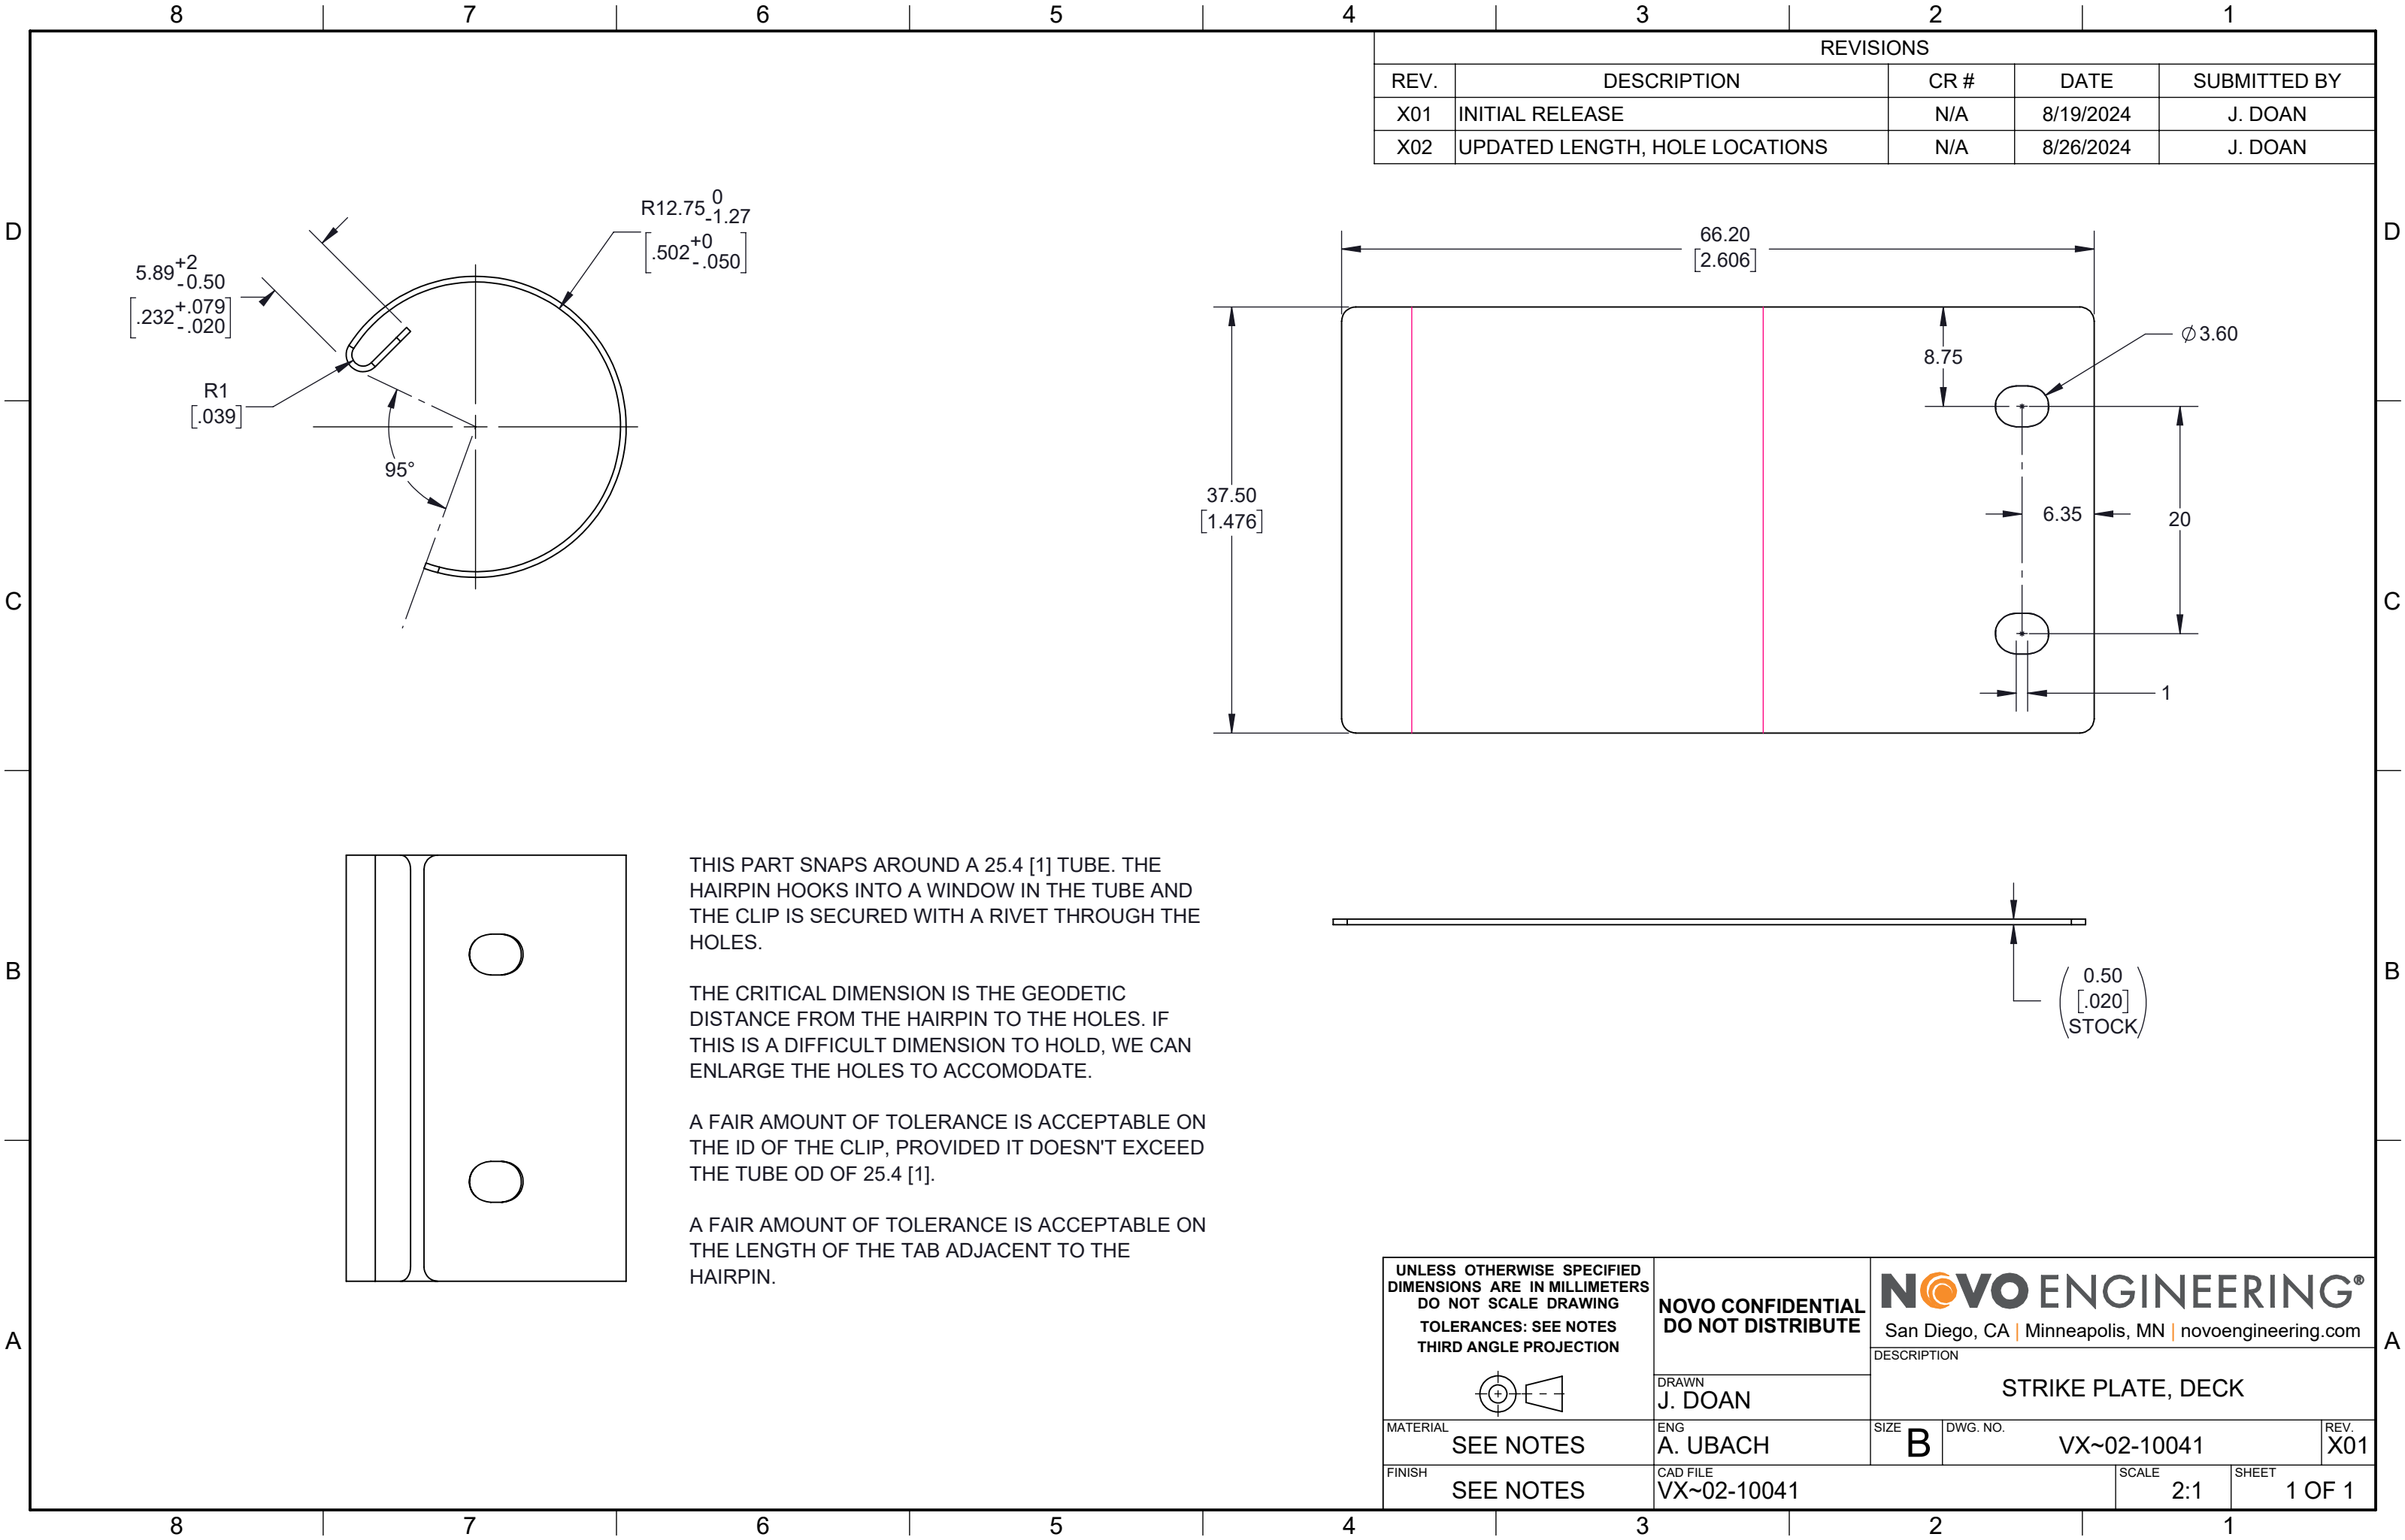 8 7 6 5 4 3 2 1
REVISIONS
REV. DESCRIPTION CR # DATE SUBMITTED BY
X01 INITIAL RELEASE N/A 8/19/2024 J. DOAN
X02 UPDATED LENGTH, HOLE LOCATIONS N/A 8/26/2024 J. DOAN
D
D
R12.75 0 -1.27
[.502 +0 -.050]
5.89 +2 -0.50
[.232 +.079 -.020]
R1
[.039]
95°
66.20
[2.606]
8.75
∅3.60
37.50
[1.476]
6.35
20
1
C
C
THIS PART SNAPS AROUND A 25.4 [1] TUBE. THE
HAIRPIN HOOKS INTO A WINDOW IN THE TUBE AND
THE CLIP IS SECURED WITH A RIVET THROUGH THE
HOLES.
THE CRITICAL DIMENSION IS THE GEODETIC
DISTANCE FROM THE HAIRPIN TO THE HOLES. IF
THIS IS A DIFFICULT DIMENSION TO HOLD, WE CAN
ENLARGE THE HOLES TO ACCOMODATE.
A FAIR AMOUNT OF TOLERANCE IS ACCEPTABLE ON
THE ID OF THE CLIP, PROVIDED IT DOESN'T EXCEED
THE TUBE OD OF 25.4 [1].
A FAIR AMOUNT OF TOLERANCE IS ACCEPTABLE ON
THE LENGTH OF THE TAB ADJACENT TO THE
HAIRPIN.
B
B
(0.50
[.020]
STOCK)
A
A
UNLESS OTHERWISE SPECIFIED
DIMENSIONS ARE IN MILLIMETERS
DO NOT SCALE DRAWING
TOLERANCES: SEE NOTES
THIRD ANGLE PROJECTION
NOVO CONFIDENTIAL
DO NOT DISTRIBUTE
NOVO ENGINEERING®
San Diego, CA | Minneapolis, MN | novoengineering.com
DESCRIPTION
STRIKE PLATE, DECK
DRAWN
J. DOAN
MATERIAL
SEE NOTES
ENG
A. UBACH
SIZE
B
DWG. NO.
VX~02-10041
REV.
X01
FINISH
SEE NOTES
CAD FILE
VX~02-10041
SCALE
2:1
SHEET
1 OF 1
8 7 6 5 4 3 2 1